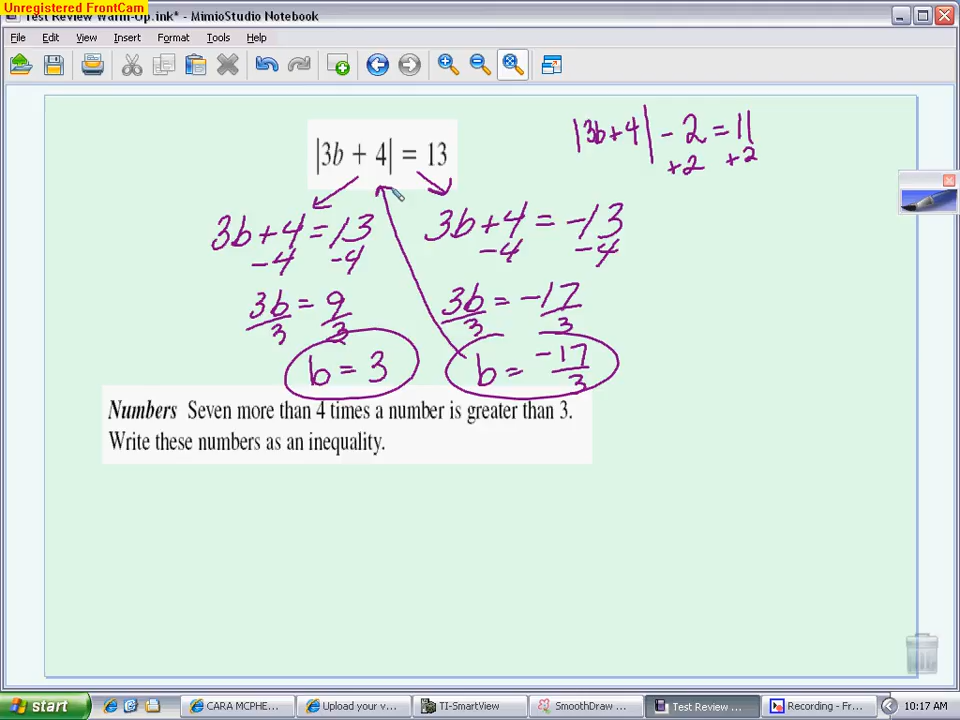 Unregistered FrontCam
Test Review Warm-Up.ink* - MimioStudio Notebook
File Edit View Insert Format Tools Help
|3b + 4| - 2 = 11
+2 +2
|3b + 4| = 13
3b + 4 = 13 3b + 4 = -13
-4 -4 -4 -4
3b = 9 3b = -17
3 3 3 3
b = 3 b = -17/3
Numbers Seven more than 4 times a number is greater than 3.
Write these numbers as an inequality.
start CARA MCPHE... Upload your v... TI-SmartView SmoothDraw ... Test Review ... Recording - Fr... 10:17 AM